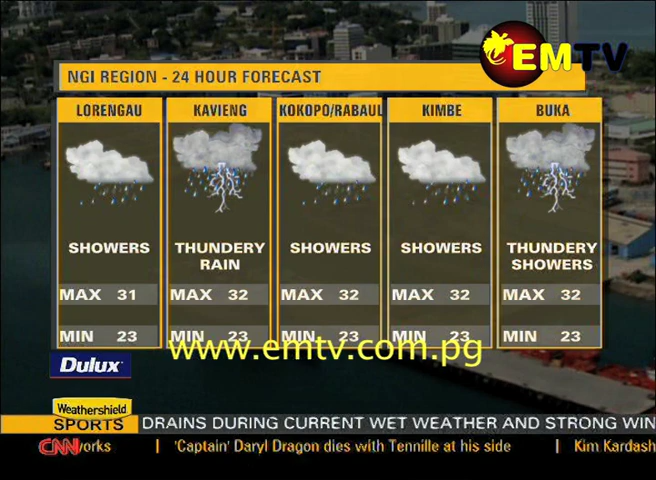 EMTV
NGI REGION - 24 HOUR FORECAST
LORENGAU KAVIENG KOKOPO/RABAUL KIMBE BUKA
SHOWERS THUNDERY RAIN SHOWERS SHOWERS THUNDERY SHOWERS
MAX 31 MAX 32 MAX 32 MAX 32 MAX 32
MIN 23 MIN 23 MIN 23 MIN 23 MIN 23
www.emtv.com.pg
Dulux
Weathershield
SPORTS DRAINS DURING CURRENT WET WEATHER AND STRONG WIN
CNN orks | 'Captain' Daryl Dragon dies with Tennille at his side | Kim Kardash